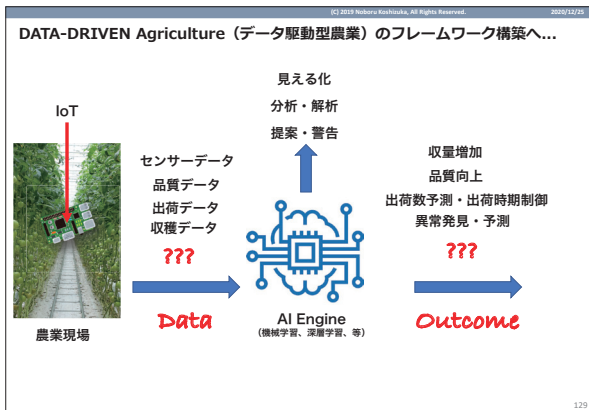 (C) 2019 Noboru Koshizuka, All Rights Reserved. 2020/12/25
DATA-DRIVEN Agriculture（データ駆動型農業）のフレームワーク構築へ…
見える化
分析・解析
提案・警告
IoT
センサーデータ
品質データ
出荷データ
収穫データ
???
Data
農業現場
AI Engine
（機械学習、深層学習、等）
収量増加
品質向上
出荷数予測・出荷時期制御
異常発見・予測
???
Outcome
129